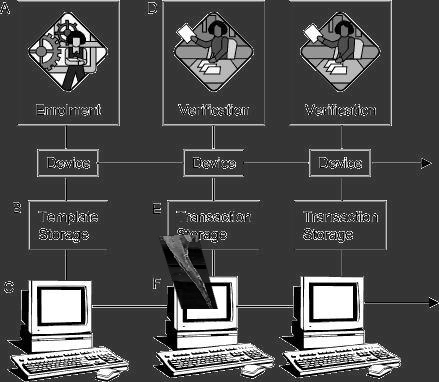 A
D
Enrolment
Verification
Verification
Device
Device
Device
B
E
Template
Storage
Transaction
Storage
Transaction
Storage
C
F